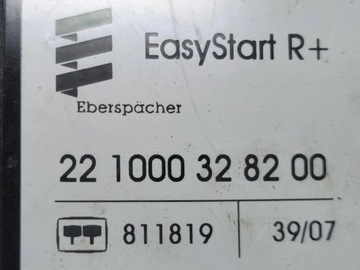 EasyStart R+
Eberspächer
22 1000 32 82 00
811819 39/07